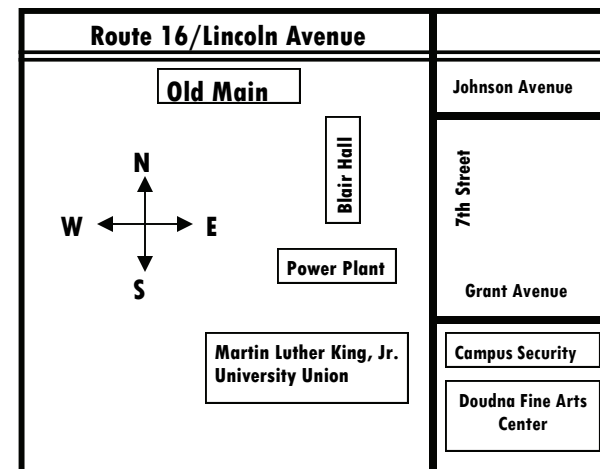 Route 16/Lincoln Avenue
Old Main
Johnson Avenue
Blair Hall
7th Street
N
W
E
S
Power Plant
Grant Avenue
Martin Luther King, Jr.
University Union
Campus Security
Doudna Fine Arts
Center